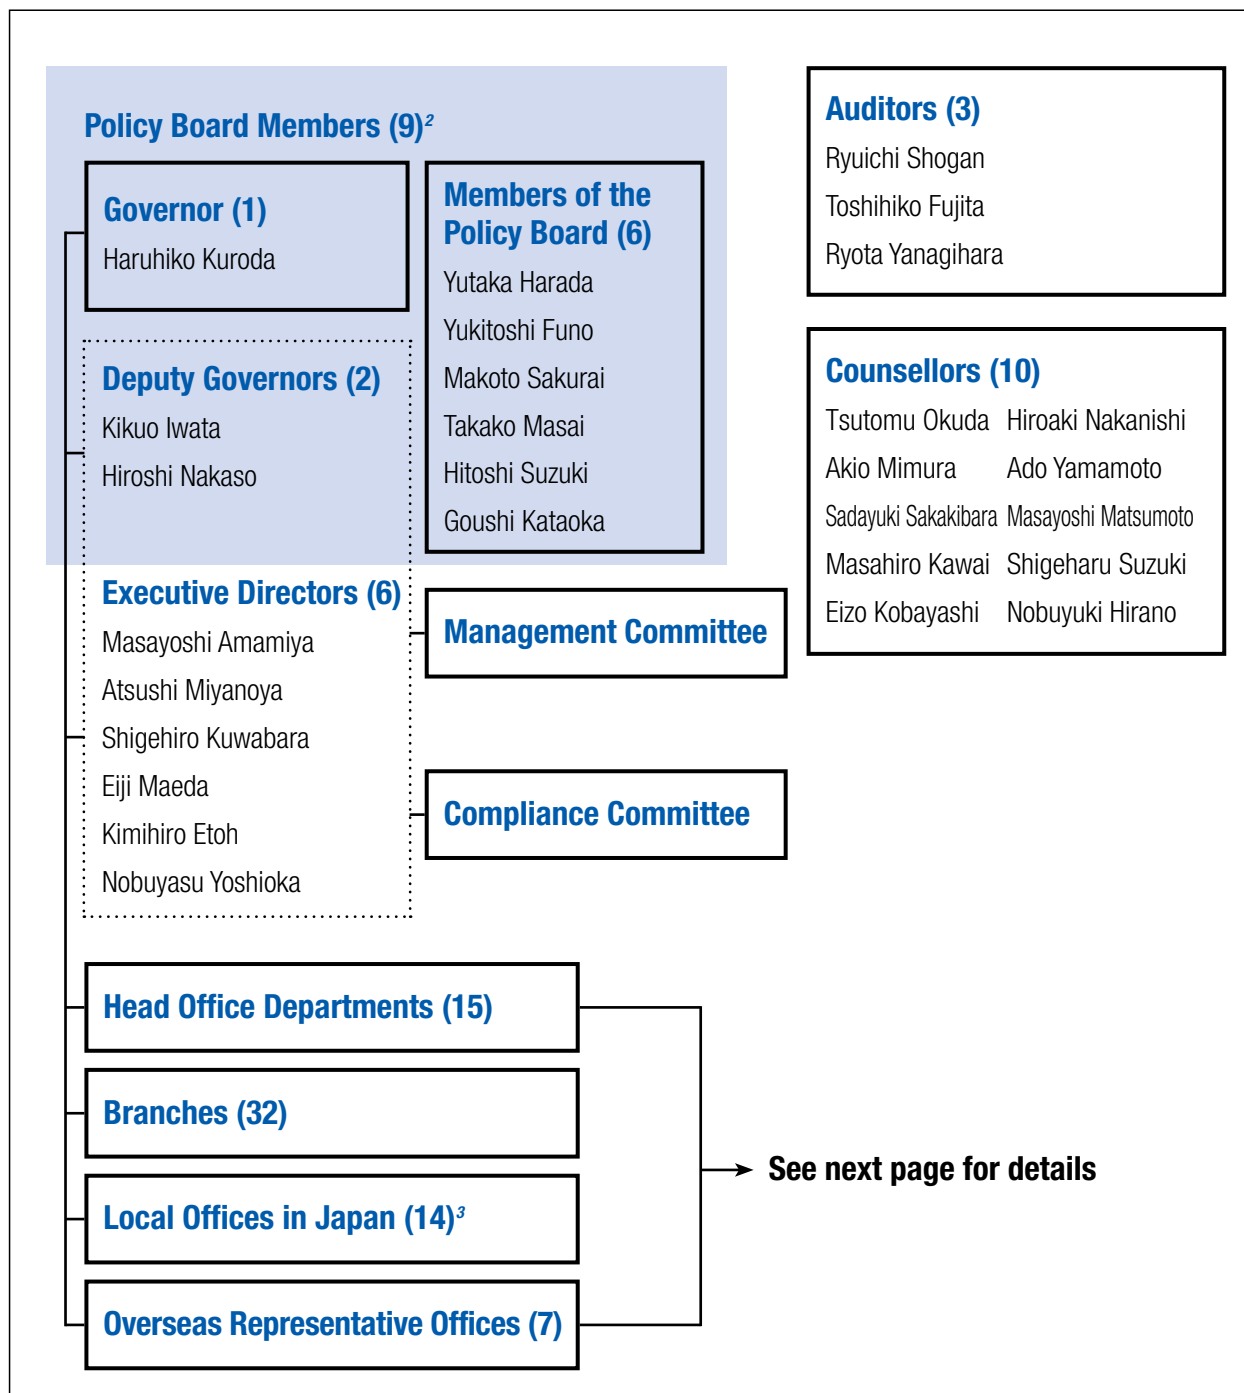 Policy Board Members (9)²
Governor (1)
Haruhiko Kuroda
Deputy Governors (2)
Kikuo Iwata
Hiroshi Nakaso
Members of the
Policy Board (6)
Yutaka Harada
Yukitoshi Funo
Makoto Sakurai
Takako Masai
Hitoshi Suzuki
Goushi Kataoka
Executive Directors (6)
Masayoshi Amamiya
Atsushi Miyanoya
Shigehiro Kuwabara
Eiji Maeda
Kimihiro Etoh
Nobuyasu Yoshioka
Management Committee
Compliance Committee
Auditors (3)
Ryuichi Shogan
Toshihiko Fujita
Ryota Yanagihara
Counsellors (10)
Tsutomu Okuda Hiroaki Nakanishi
Akio Mimura Ado Yamamoto
Sadayuki Sakakibara Masayoshi Matsumoto
Masahiro Kawai Shigeharu Suzuki
Eizo Kobayashi Nobuyuki Hirano
Head Office Departments (15)
Branches (32)
Local Offices in Japan (14)³
Overseas Representative Offices (7)
See next page for details